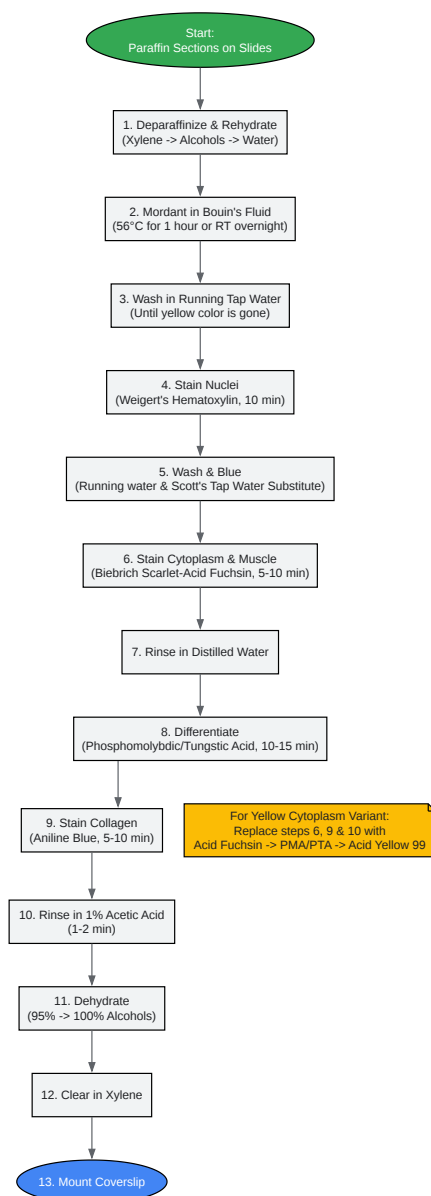 Start:
Paraffin Sections on Slides
1. Deparaffinize & Rehydrate
(Xylene -> Alcohols -> Water)
2. Mordant in Bouin's Fluid
(56°C for 1 hour or RT overnight)
3. Wash in Running Tap Water
(Until yellow color is gone)
4. Stain Nuclei
(Weigert's Hematoxylin, 10 min)
5. Wash & Blue
(Running water & Scott's Tap Water Substitute)
6. Stain Cytoplasm & Muscle
(Biebrich Scarlet-Acid Fuchsin, 5-10 min)
7. Rinse in Distilled Water
8. Differentiate
(Phosphomolybdic/Tungstic Acid, 10-15 min)
9. Stain Collagen
(Aniline Blue, 5-10 min)
For Yellow Cytoplasm Variant:
Replace steps 6, 9 & 10 with
Acid Fuchsin -> PMA/PTA -> Acid Yellow 99
10. Rinse in 1% Acetic Acid
(1-2 min)
11. Dehydrate
(95% -> 100% Alcohols)
12. Clear in Xylene
13. Mount Coverslip